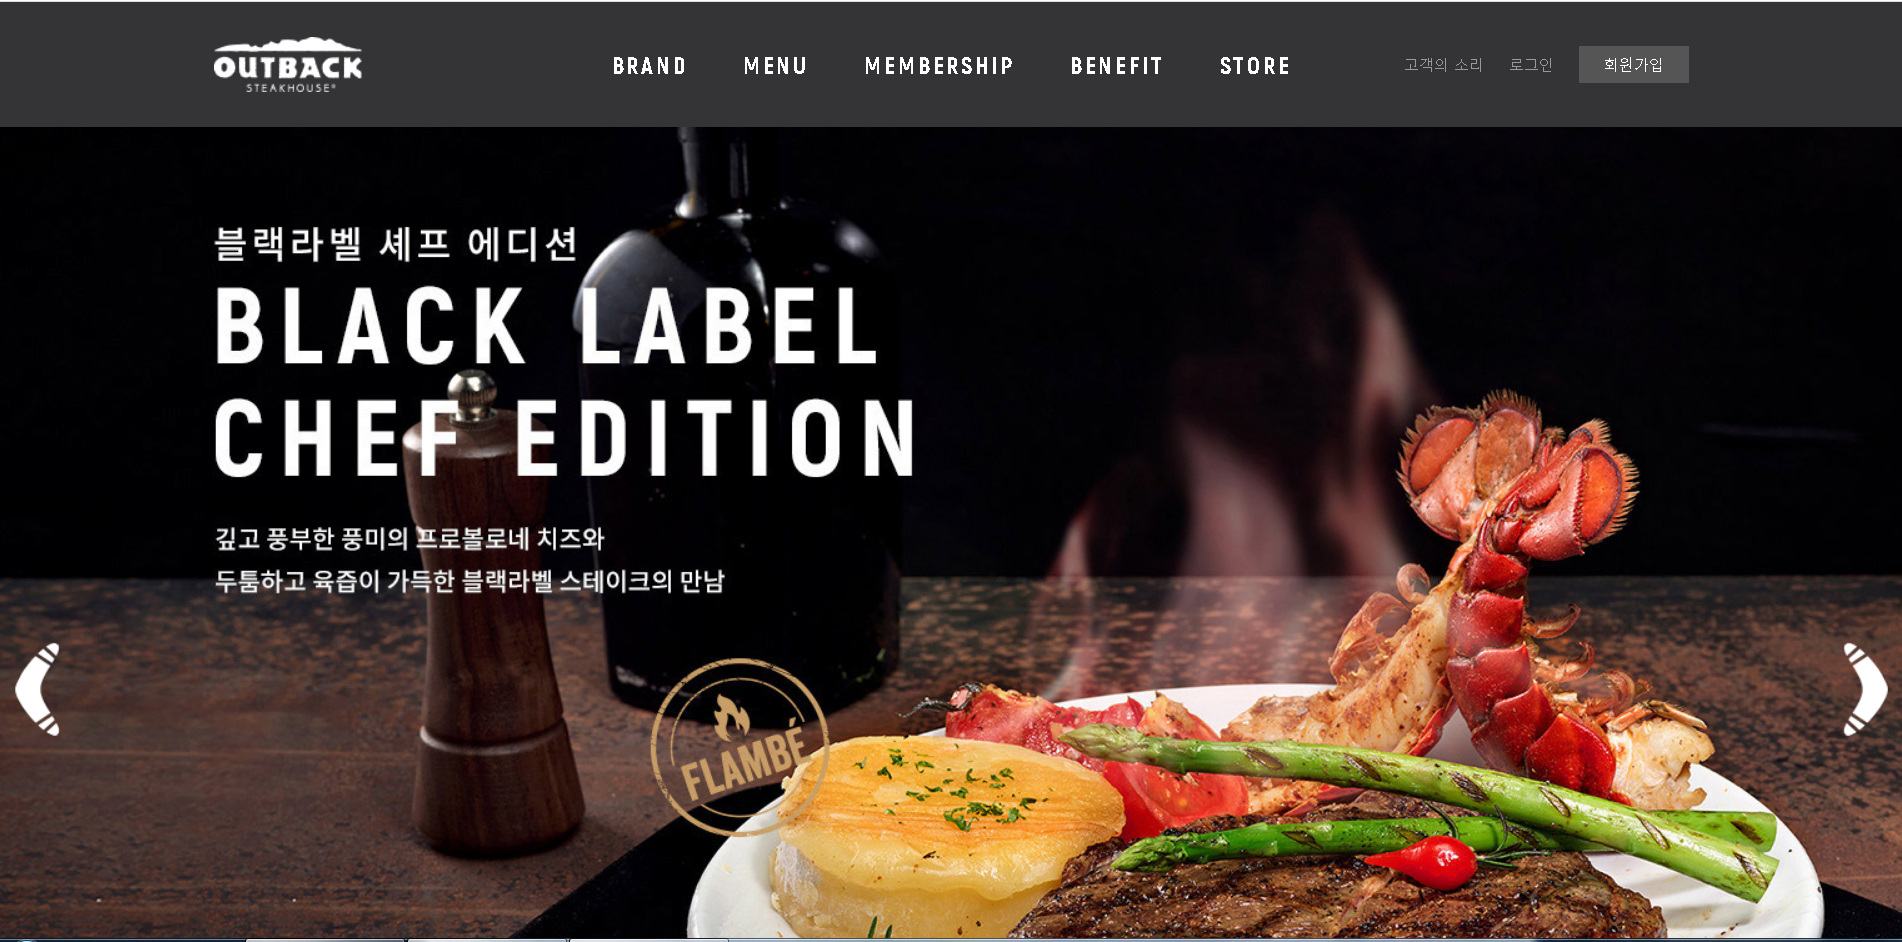 OUTBACK
STEAKHOUSE®
BRAND MENU MEMBERSHIP BENEFIT STORE
고객의 소리 로그인 회원가입
블랙라벨 셰프 에디션
BLACK LABEL
CHEF EDITION
깊고 풍부한 풍미의 프로볼로네 치즈와
두툼하고 육즙이 가득한 블랙라벨 스테이크의 만남
FLAMBÉ